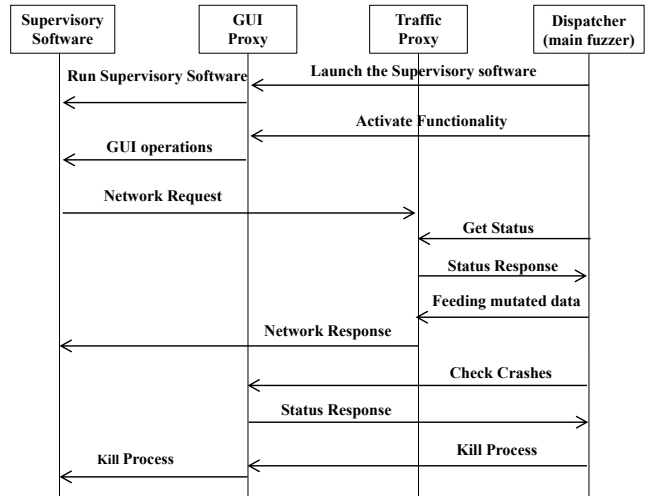 Supervisory
Software
GUI
Proxy
Traffic
Proxy
Dispatcher
(main fuzzer)
Run Supervisory Software
Launch the Supervisory software
Activate Functionality
GUI operations
Network Request
Get Status
Status Response
Feeding mutated data
Network Response
Check Crashes
Status Response
Kill Process
Kill Process